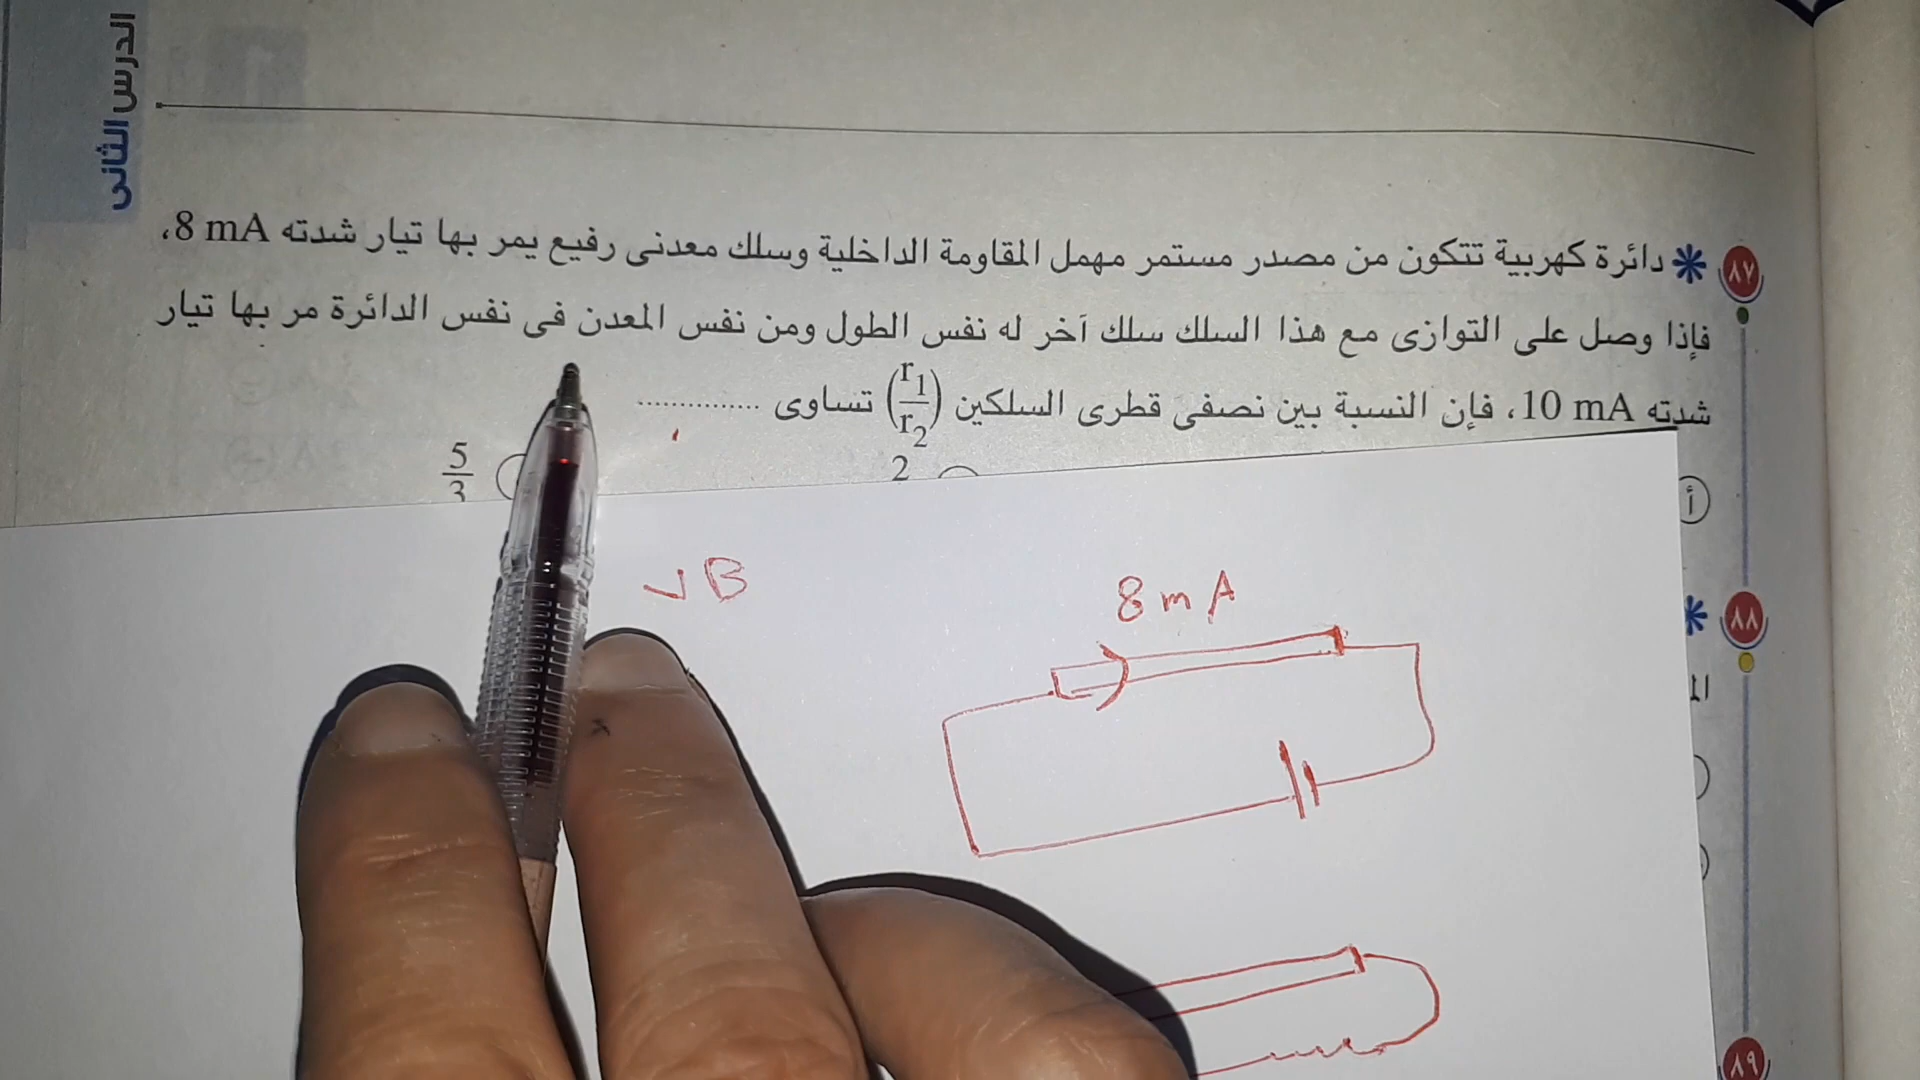 الدرس الثانى
٨٧ * دائرة كهربية تتكون من مصدر مستمر مهمل المقاومة الداخلية وسلك معدنى رفيع يمر بها تيار شدته 8 mA،
فإذا وصل على التوازى مع هذا السلك سلك آخر له نفس الطول ومن نفس المعدن فى نفس الدائرة مر بها تيار
شدته 10 mA، فإن النسبة بين نصفى قطرى السلكين (r₁/r₂) تساوى ...............
أ
2
5/3
VB
8 mA
٨٨ *
٨٩